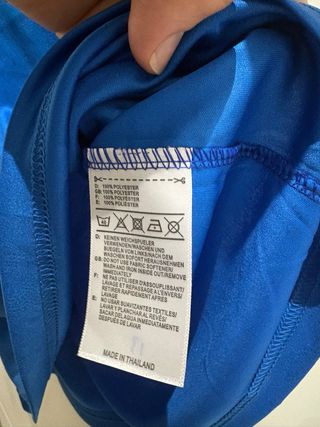 D: 100% POLYESTER
GB: 100% POLYESTER
F: 100% POLYESTER
E: 100% POLIÉSTER
40
D: KEINEN WEICHSPUELER
VERWENDEN/WASCHEN UND
BUEGELN VON LINKS/NACH DEM
WASCHEN SOFORT HERAUSNEHMEN
GB: DO NOT USE FABRIC SOFTENER/
WASH AND IRON INSIDE OUT/REMOVE
IMMEDIATELY
F: NE PAS UTILISER D'ASSOUPLISSANT/
LAVAGE ET REPASSAGE A L'ENVERS/
RETIRER RAPIDEMENT APRÈS
LAVAGE
E: NO USAR SUAVIZANTES TEXTILES/
LAVAR Y PLANCHAR AL REVÉS/
SACAR DEL AGUA INMEDIATAMENTE
DESPUÉS DE LAVAR
MADE IN THAILAND